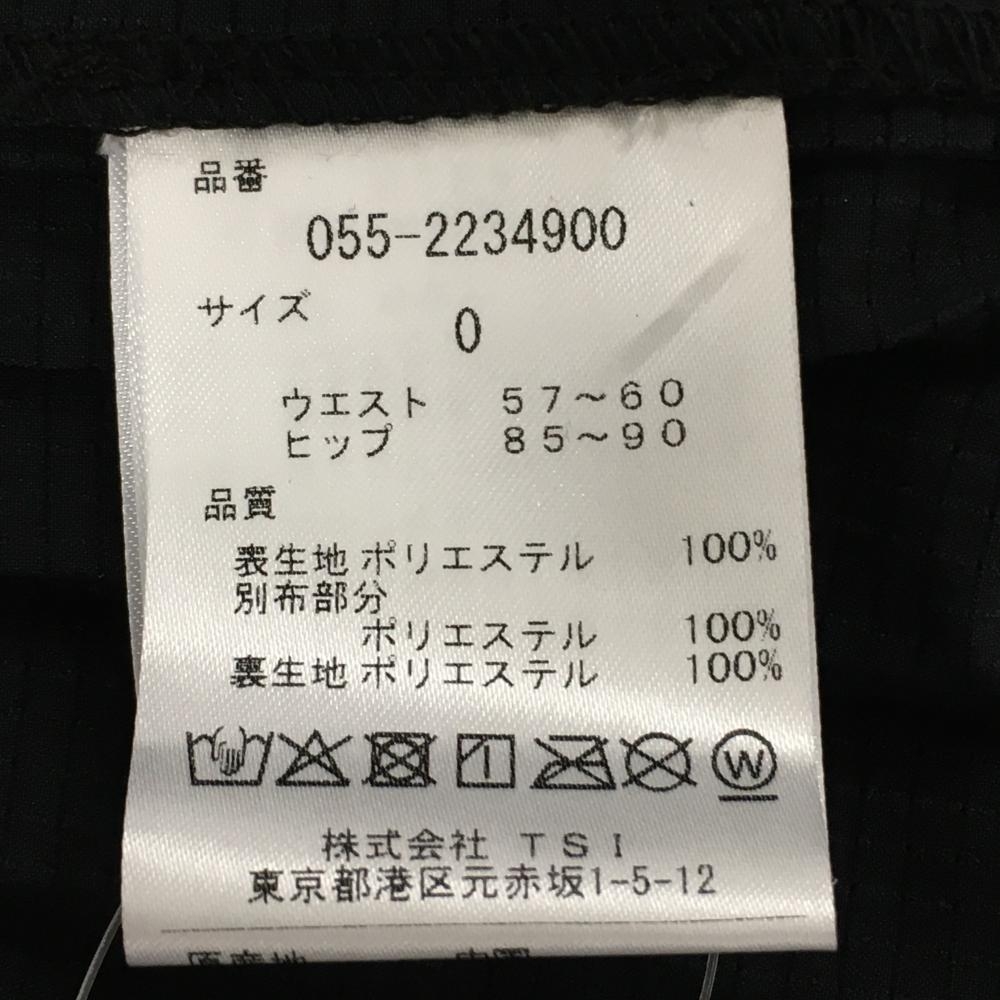 品番
055-2234900
サイズ 0
ウエスト 57～60
ヒップ 85～90
品質
表生地 ポリエステル 100%
別布部分
ポリエステル 100%
裏生地 ポリエステル 100%
W
株式会社 TSI
東京都港区元赤坂1-5-12